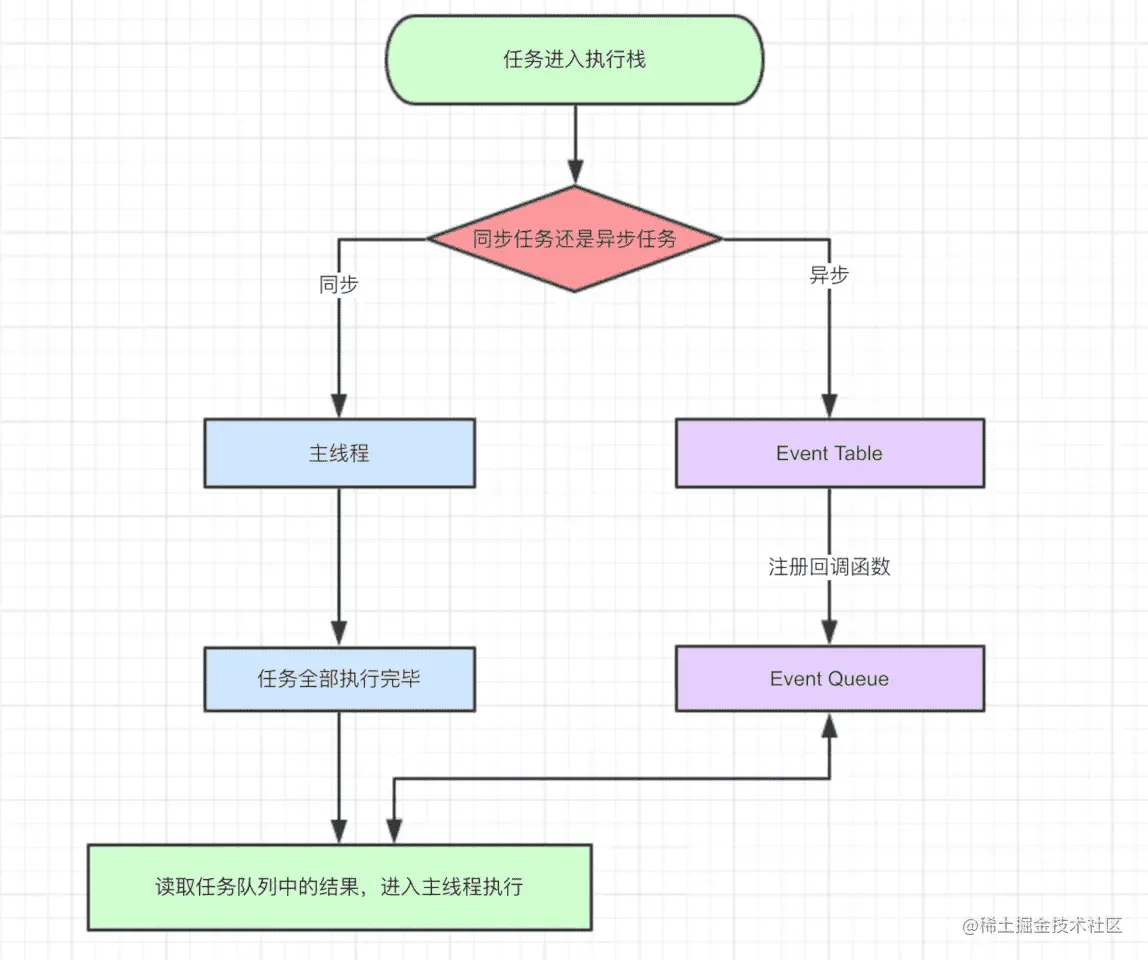 任务进入执行栈
同步任务还是异步任务
同步
异步
主线程
Event Table
注册回调函数
任务全部执行完毕
Event Queue
读取任务队列中的结果，进入主线程执行
@稀土掘金技术社区